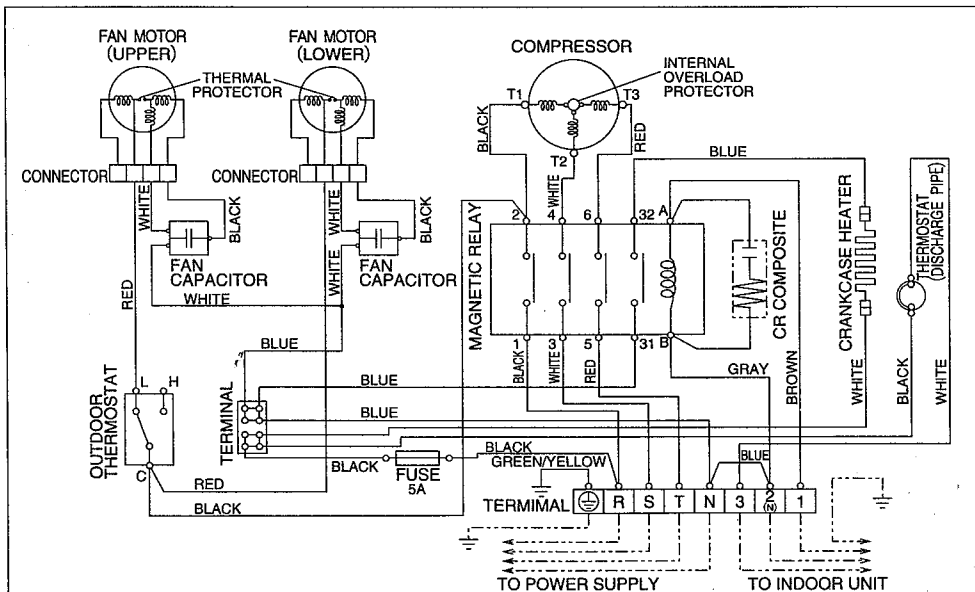 FAN MOTOR
(UPPER)
FAN MOTOR
(LOWER)
THERMAL
PROTECTOR
COMPRESSOR
INTERNAL
OVERLOAD
PROTECTOR
T1
T3
T2
BLACK
RED
WHITE
BLUE
CONNECTOR
CONNECTOR
WHITE
BLACK
WHITE
BLACK
FAN
CAPACITOR
FAN
CAPACITOR
RED
WHITE
WHITE
2
4
6
32
A
MAGNETIC RELAY
CR COMPOSITE
CRANKCASE HEATER
THERMOSTAT
(DISCHARGE PIPE)
1
3
5
31
B
BLACK
WHITE
RED
GRAY
BROWN
WHITE
BLACK
WHITE
BLUE
BLUE
BLUE
L
H
C
OUTDOOR
THERMOSTAT
TERMINAL
BLACK
FUSE
5A
BLACK
GREEN/YELLOW
BLUE
RED
BLACK
TERMIMAL
R
S
T
N
3
2
(N)
1
TO POWER SUPPLY
TO INDOOR UNIT